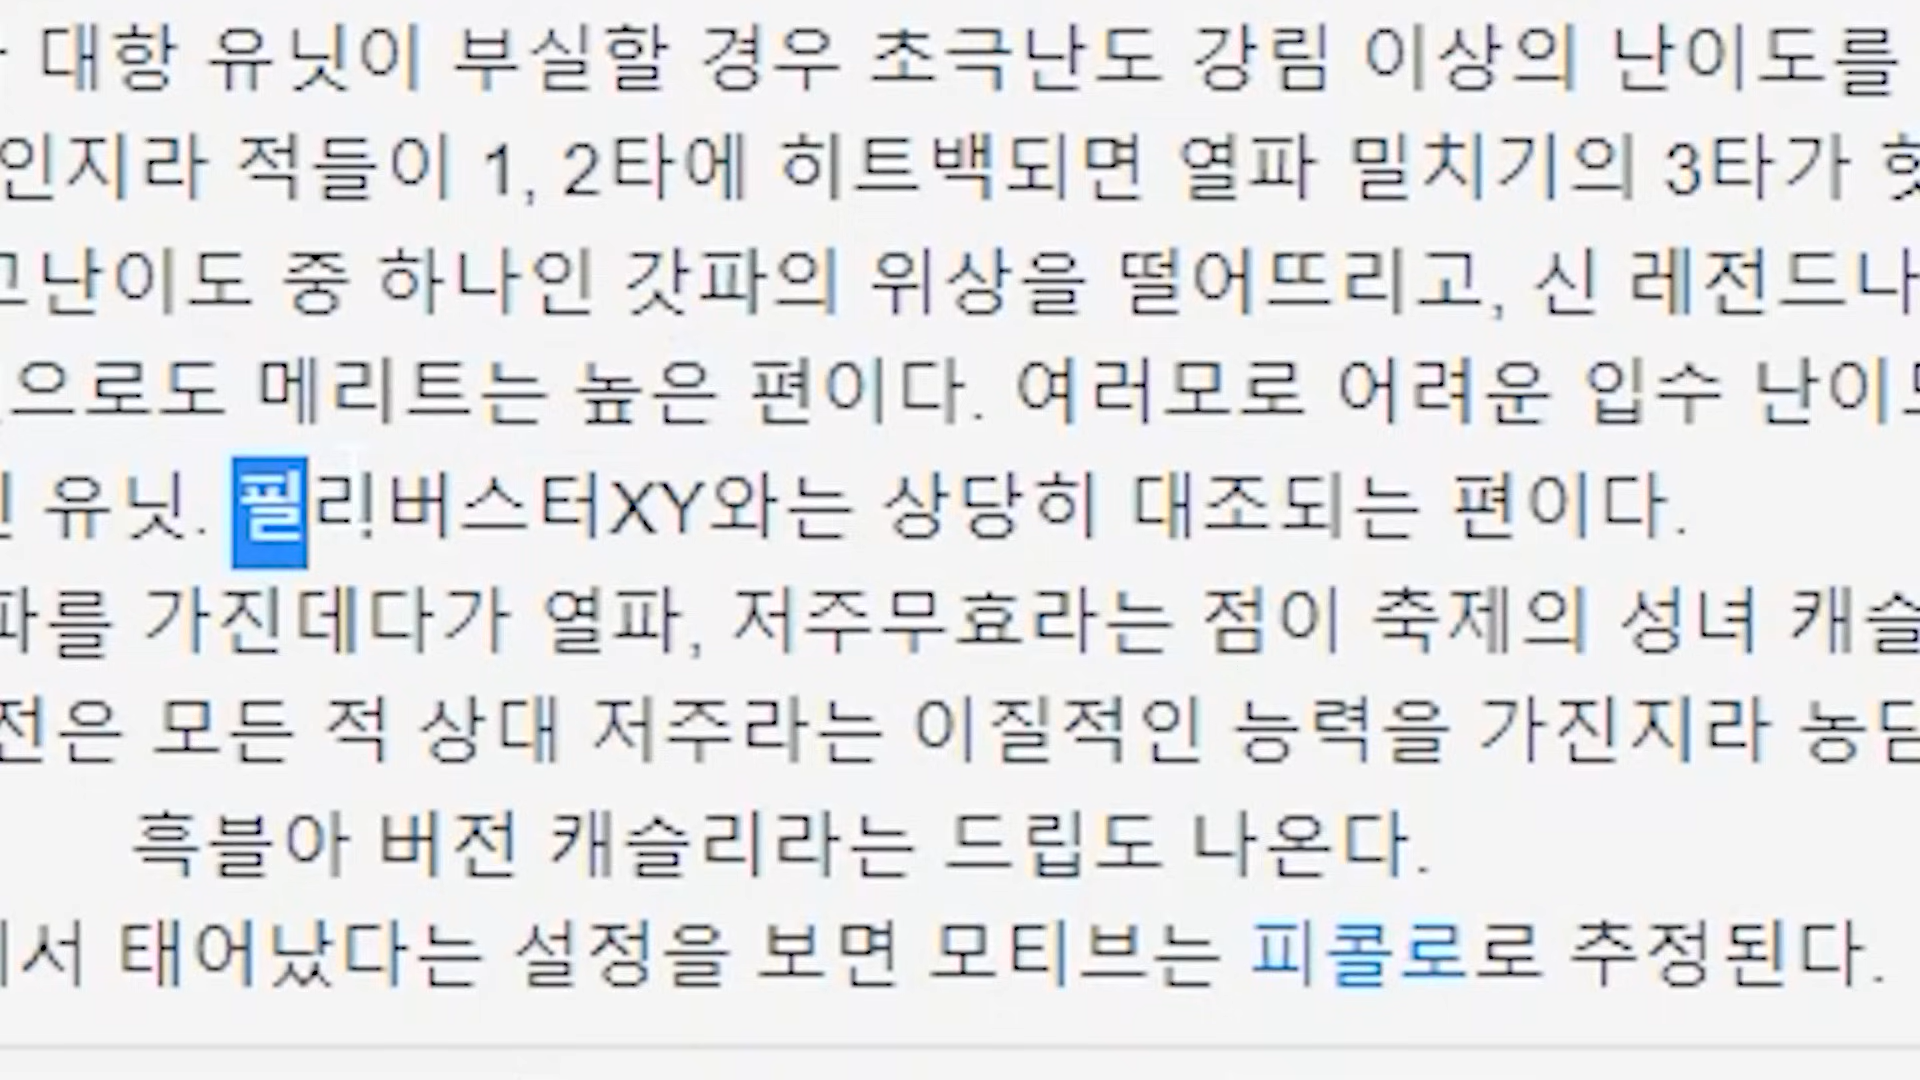 대항 유닛이 부실할 경우 초극난도 강림 이상의 난이도를
인지라 적들이 1, 2타에 히트백되면 열파 밀치기의 3타가 헛
고난이도 중 하나인 갓파의 위상을 떨어뜨리고, 신 레전드나
으로도 메리트는 높은 편이다. 여러모로 어려운 입수 난이도
유닛. 필리버스터XY와는 상당히 대조되는 편이다.
파를 가진데다가 열파, 저주무효라는 점이 축제의 성녀 캐슬
전은 모든 적 상대 저주라는 이질적인 능력을 가진지라 농담
흑블아 버전 캐슬리라는 드립도 나온다.
서 태어났다는 설정을 보면 모티브는 피콜로로 추정된다.